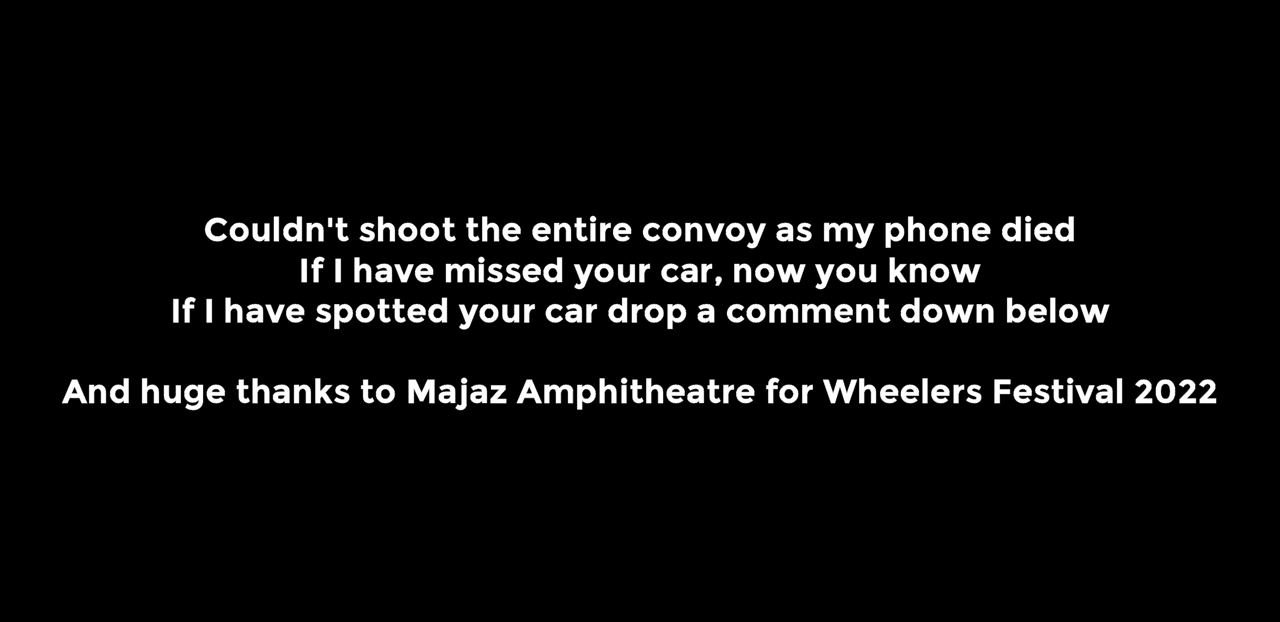 Couldn't shoot the entire convoy as my phone died
If I have missed your car, now you know
If I have spotted your car drop a comment down below
And huge thanks to Majaz Amphitheatre for Wheelers Festival 2022